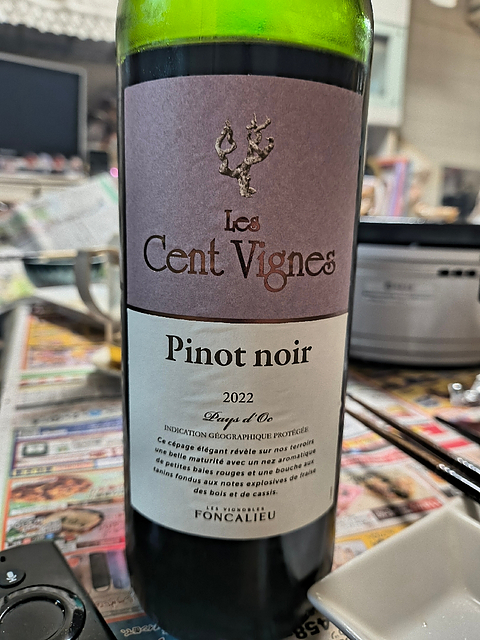 Les
Cent Vignes
Pinot noir
2022
Pays d'Oc
INDICATION GÉOGRAPHIQUE PROTÉGÉE
Ce cépage élégant révèle sur nos terroirs
une belle maturité avec un nez aromatique
de petites baies rouges et une bouche aux
tanins fondus aux notes explosives de fraise
des bois et de cassis.
LES VIGNOBLES
FONCALIEU